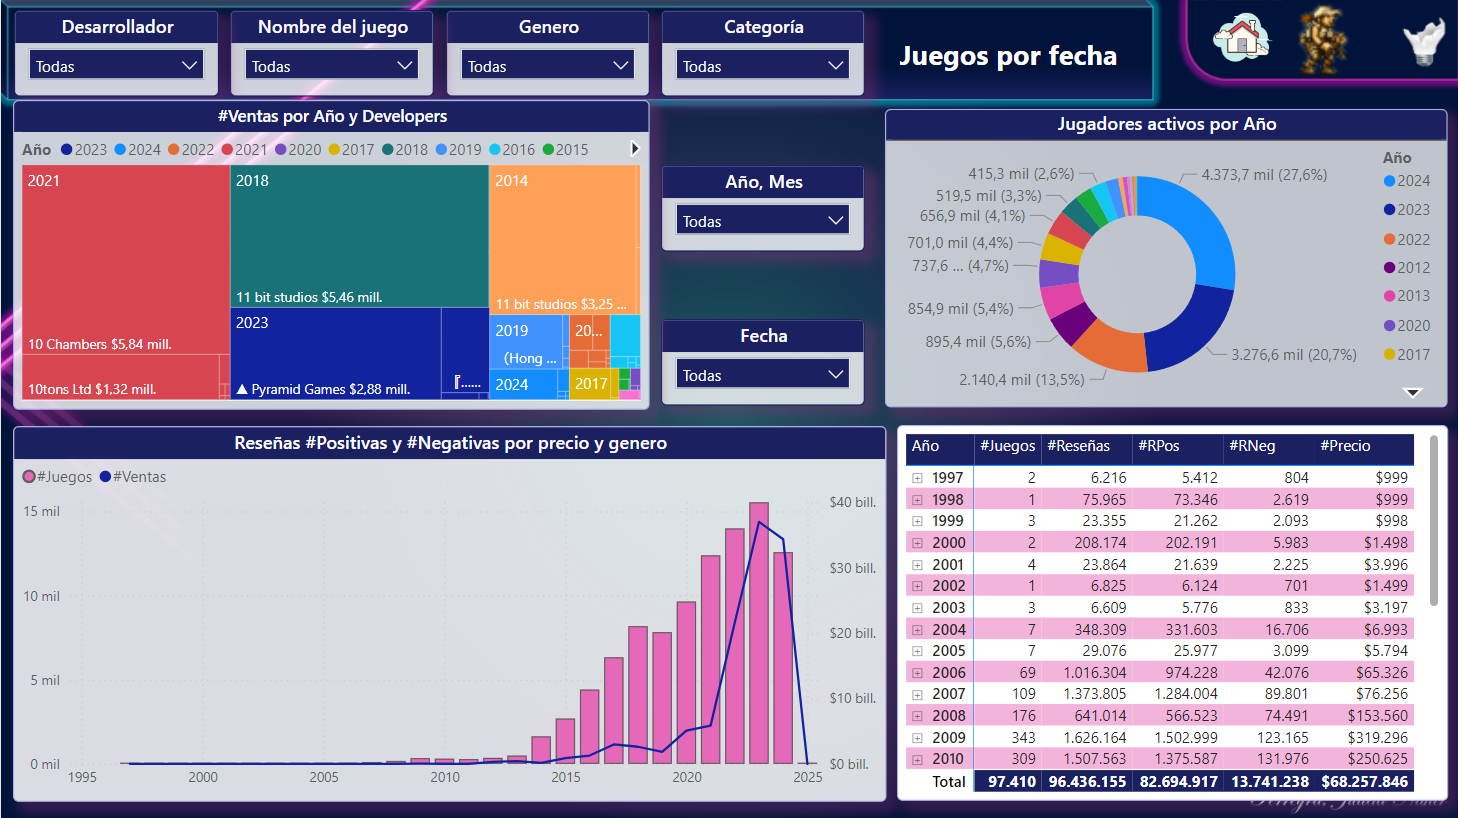 Desarrollador
Todas
Nombre del juego
Todas
Genero
Todas
Categoría
Todas
Juegos por fecha
#Ventas por Año y Developers
Año 2023 2024 2022 2021 2020 2017 2018 2019 2016 2015
2021
10 Chambers $5,84 mill.
10tons Ltd $1,32 mill.
2018
11 bit studios $5,46 mill.
2023
▲ Pyramid Games $2,88 mill.
2014
11 bit studios $3,25 ...
2019
(Hong ...
20...
2024
2017
Año, Mes
Todas
Fecha
Todas
Jugadores activos por Año
415,3 mil (2,6%)
519,5 mil (3,3%)
656,9 mil (4,1%)
701,0 mil (4,4%)
737,6 ... (4,7%)
854,9 mil (5,4%)
895,4 mil (5,6%)
2.140,4 mil (13,5%)
3.276,6 mil (20,7%)
4.373,7 mil (27,6%)
Año
2024
2023
2022
2012
2013
2020
2017
Reseñas #Positivas y #Negativas por precio y genero
#Juegos #Ventas
15 mil
10 mil
5 mil
0 mil
$40 bill.
$30 bill.
$20 bill.
$10 bill.
$0 bill.
1995 2000 2005 2010 2015 2020 2025
Año #Juegos #Reseñas #RPos #RNeg #Precio
1997 2 6.216 5.412 804 $999
1998 1 75.965 73.346 2.619 $999
1999 3 23.355 21.262 2.093 $998
2000 2 208.174 202.191 5.983 $1.498
2001 4 23.864 21.639 2.225 $3.996
2002 1 6.825 6.124 701 $1.499
2003 3 6.609 5.776 833 $3.197
2004 7 348.309 331.603 16.706 $6.993
2005 7 29.076 25.977 3.099 $5.794
2006 69 1.016.304 974.228 42.076 $65.326
2007 109 1.373.805 1.284.004 89.801 $76.256
2008 176 641.014 566.523 74.491 $153.560
2009 343 1.626.164 1.502.999 123.165 $319.296
2010 309 1.507.563 1.375.587 131.976 $250.625
Total 97.410 96.436.155 82.694.917 13.741.238 $68.257.846